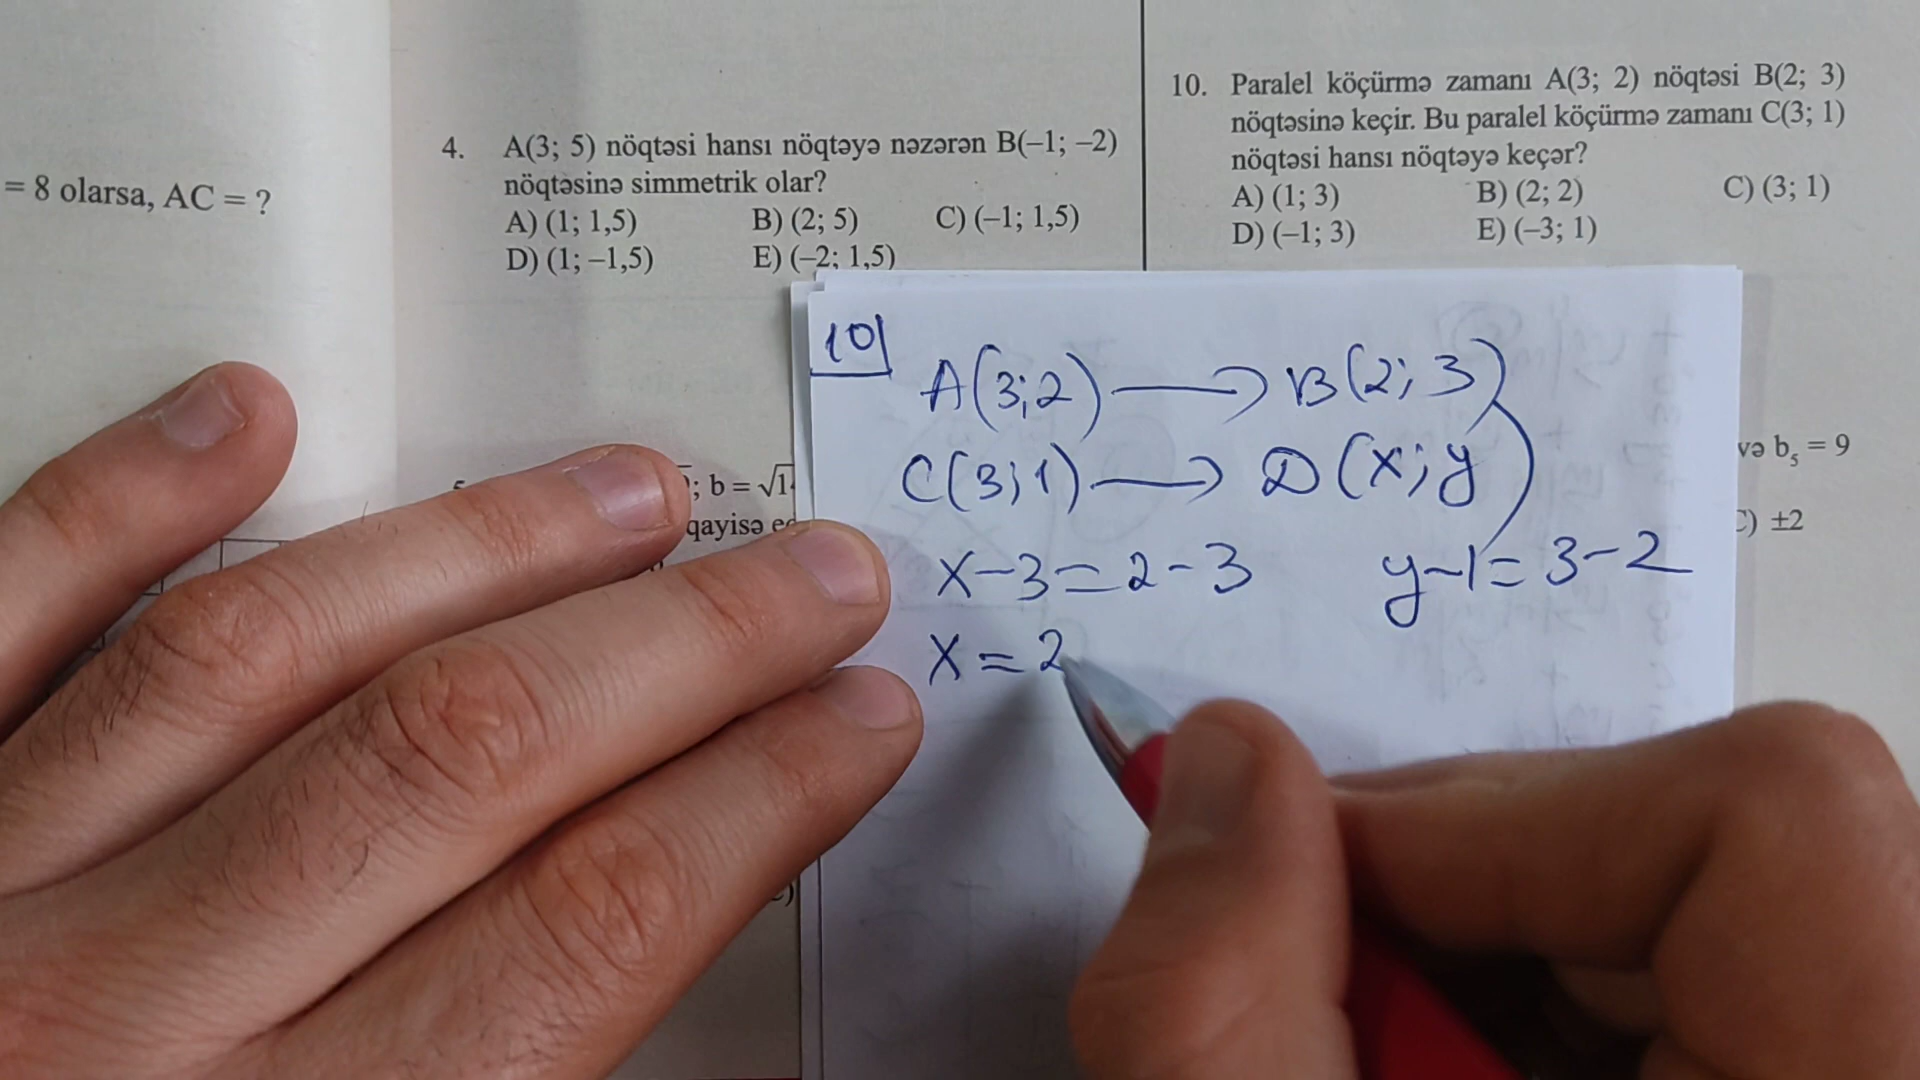 = 8 olarsa, AC = ?
4. A(3; 5) nöqtəsi hansı nöqtəyə nəzərən B(–1; –2)
nöqtəsinə simmetrik olar?
A) (1; 1,5) B) (2; 5) C) (–1; 1,5)
D) (1; –1,5) E) (–2; 1,5)
; b = √1
qayisə
10. Paralel köçürmə zamanı A(3; 2) nöqtəsi B(2; 3)
nöqtəsinə keçir. Bu paralel köçürmə zamanı C(3; 1)
nöqtəsi hansı nöqtəyə keçər?
A) (1; 3) B) (2; 2) C) (3; 1)
D) (–1; 3) E) (–3; 1)
və b₅ = 9
C) ±2
10
A(3;2) → B(2;3)
C(3;1) → D(x;y)
x-3=2-3 y-1=3-2
x=2